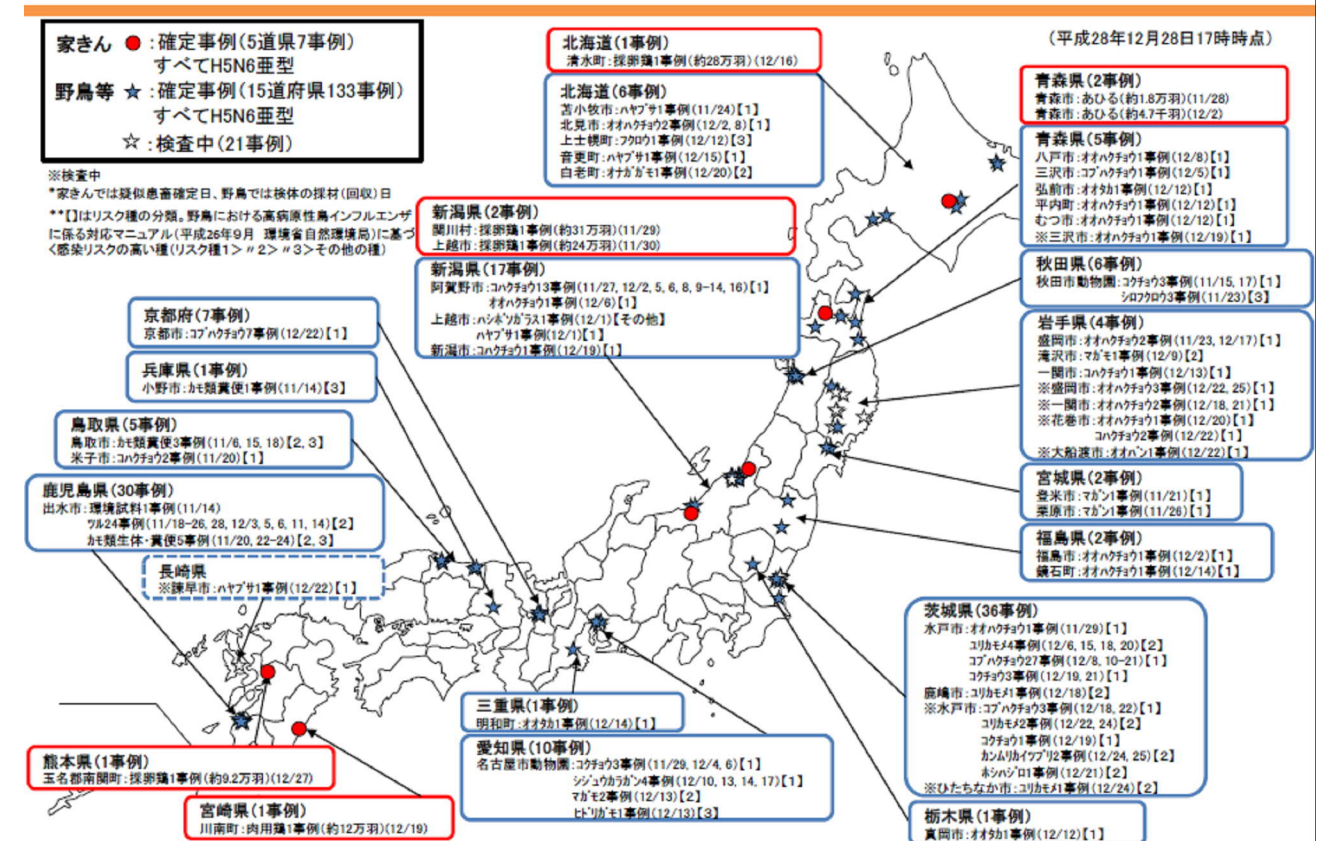 家きん ●:確定事例(5道県7事例)
すべてH5N6亜型
野鳥等 ★:確定事例(15道府県133事例)
すべてH5N6亜型
☆:検査中(21事例)
※検査中
*家きんでは疑似患畜確定日、野鳥では検体の採材(回収)日
**【】はリスク種の分類。野鳥における高病原性鳥インフルエンザ
に係る対応マニュアル(平成26年9月 環境省自然環境局)に基づ
<感染リスクの高い種(リスク種1>〃2>〃3>その他の種)
(平成28年12月28日17時時点)
北海道(1事例)
清水町:採卵鶏1事例(約28万羽)(12/16)
北海道(6事例)
苫小牧市:ハヤブサ1事例(11/24)【1】
北見市:オオハクチョウ2事例(12/2, 8)【1】
上士幌町:フクロウ1事例(12/12)【3】
音更町:ハヤブサ1事例(12/15)【1】
白老町:オナガガモ1事例(12/20)【2】
青森県(2事例)
青森市:あひる(約1.8万羽)(11/28)
青森市:あひる(約4.7千羽)(12/2)
青森県(5事例)
八戸市:オオハクチョウ1事例(12/8)【1】
三沢市:コブハクチョウ1事例(12/5)【1】
弘前市:オオタカ1事例(12/12)【1】
平内町:オオハクチョウ1事例(12/12)【1】
むつ市:オオハクチョウ1事例(12/12)【1】
※三沢市:オオハクチョウ1事例(12/19)【1】
新潟県(2事例)
関川村:採卵鶏1事例(約31万羽)(11/29)
上越市:採卵鶏1事例(約24万羽)(11/30)
新潟県(17事例)
阿賀野市:コハクチョウ13事例(11/27, 12/2, 5, 6, 8, 9-14, 16)【1】
オオハクチョウ1事例(12/6)【1】
上越市:ハシボソガラス1事例(12/1)【その他】
ハヤブサ1事例(12/1)【1】
新潟市:コハクチョウ1事例(12/19)【1】
秋田県(6事例)
秋田市動物園:コクチョウ3事例(11/15, 17)【1】
シロフクロウ3事例(11/23)【3】
岩手県(4事例)
盛岡市:オオハクチョウ2事例(11/23, 12/17)【1】
滝沢市:マガモ1事例(12/9)【2】
一関市:コハクチョウ1事例(12/13)【1】
※盛岡市:オオハクチョウ3事例(12/22, 25)【1】
※一関市:オオハクチョウ2事例(12/18, 21)【1】
※花巻市:オオハクチョウ1事例(12/20)【1】
コハクチョウ2事例(12/22)【1】
※大船渡市:オオバン1事例(12/22)【1】
京都府(7事例)
京都市:コブハクチョウ7事例(12/22)【1】
兵庫県(1事例)
小野市:カモ類糞便1事例(11/14)【3】
鳥取県(5事例)
鳥取市:カモ類糞便3事例(11/6, 15, 18)【2, 3】
米子市:コハクチョウ2事例(11/20)【1】
宮城県(2事例)
登米市:マガン1事例(11/21)【1】
栗原市:マガン1事例(11/26)【1】
鹿児島県(30事例)
出水市:環境試料1事例(11/14)
ツル24事例(11/18-26, 28, 12/3, 5, 6, 11, 14)【2】
カモ類生体・糞便5事例(11/20, 22-24)【2, 3】
福島県(2事例)
福島市:オオハクチョウ1事例(12/2)【1】
鏡石町:オオハクチョウ1事例(12/14)【1】
長崎県
※諫早市:ハヤブサ1事例(12/22)【1】
茨城県(36事例)
水戸市:オオハクチョウ1事例(11/29)【1】
ユリカモメ4事例(12/6, 15, 18, 20)【2】
コブハクチョウ27事例(12/8, 10-21)【1】
コクチョウ3事例(12/19, 21)【1】
鹿嶋市:ユリカモメ1事例(12/18)【2】
※水戸市:コブハクチョウ3事例(12/18, 22)【1】
ユリカモメ2事例(12/22, 24)【2】
コクチョウ1事例(12/19)【1】
カンムリカイツブリ2事例(12/24, 25)【2】
ホシハジロ1事例(12/21)【2】
※ひたちなか市:ユリカモメ1事例(12/24)【2】
三重県(1事例)
明和町:オオタカ1事例(12/14)【1】
愛知県(10事例)
名古屋市動物園:コクチョウ3事例(11/29, 12/4, 6)【1】
シジュウカラガン4事例(12/10, 13, 14, 17)【1】
マガモ2事例(12/13)【2】
ヒドリガモ1事例(12/13)【3】
熊本県(1事例)
玉名郡南関町:採卵鶏1事例(約9.2万羽)(12/27)
宮崎県(1事例)
川南町:肉用鶏1事例(約12万羽)(12/19)
栃木県(1事例)
真岡市:オオタカ1事例(12/12)【1】